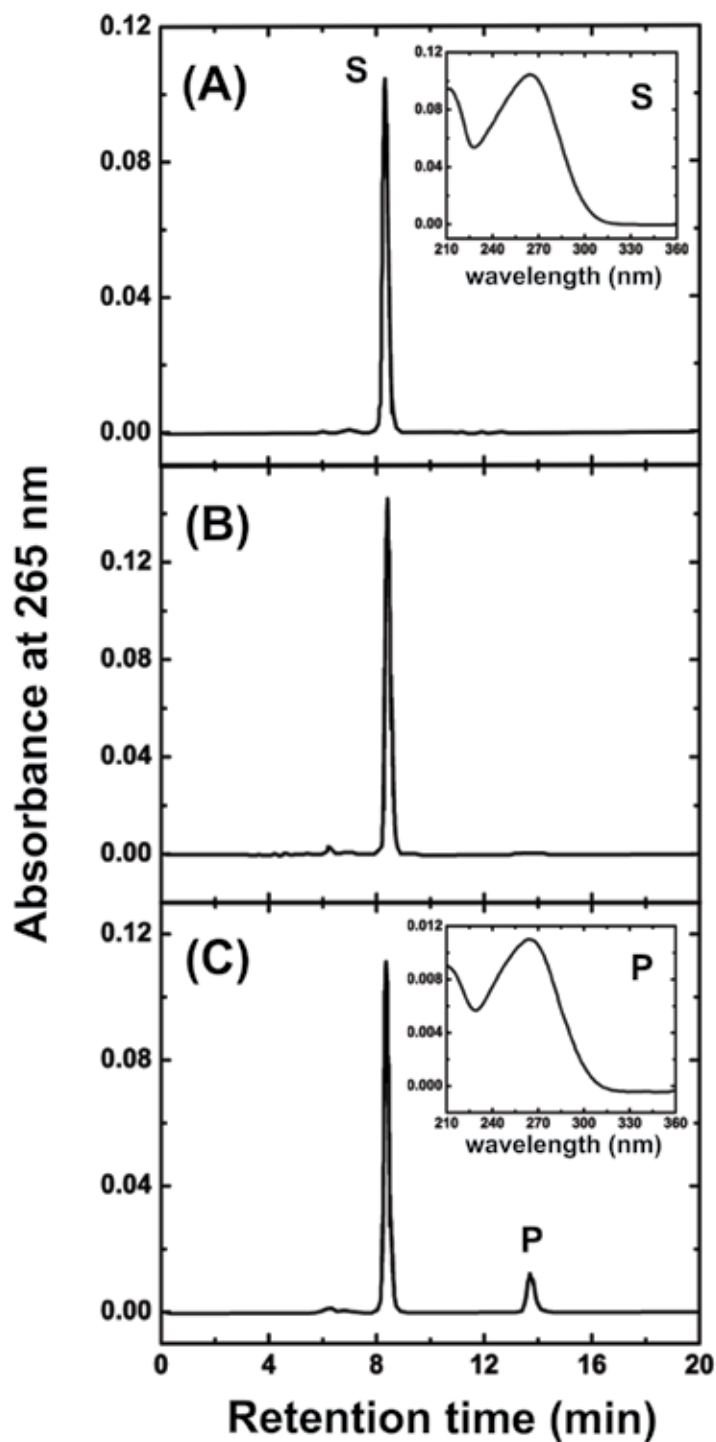 0.12
(A)
S
0.08
0.04
0.00
0.12
S
0.08
0.04
0.00
210 240 270 300 330 360
wavelength (nm)
(B)
0.12
0.08
0.04
0.00
(C)
0.12
0.08
0.04
0.00
0.012
P
0.008
0.004
0.000
210 240 270 300 330 360
wavelength (nm)
P
0 4 8 12 16 20
Retention time (min)
Absorbance at 265 nm